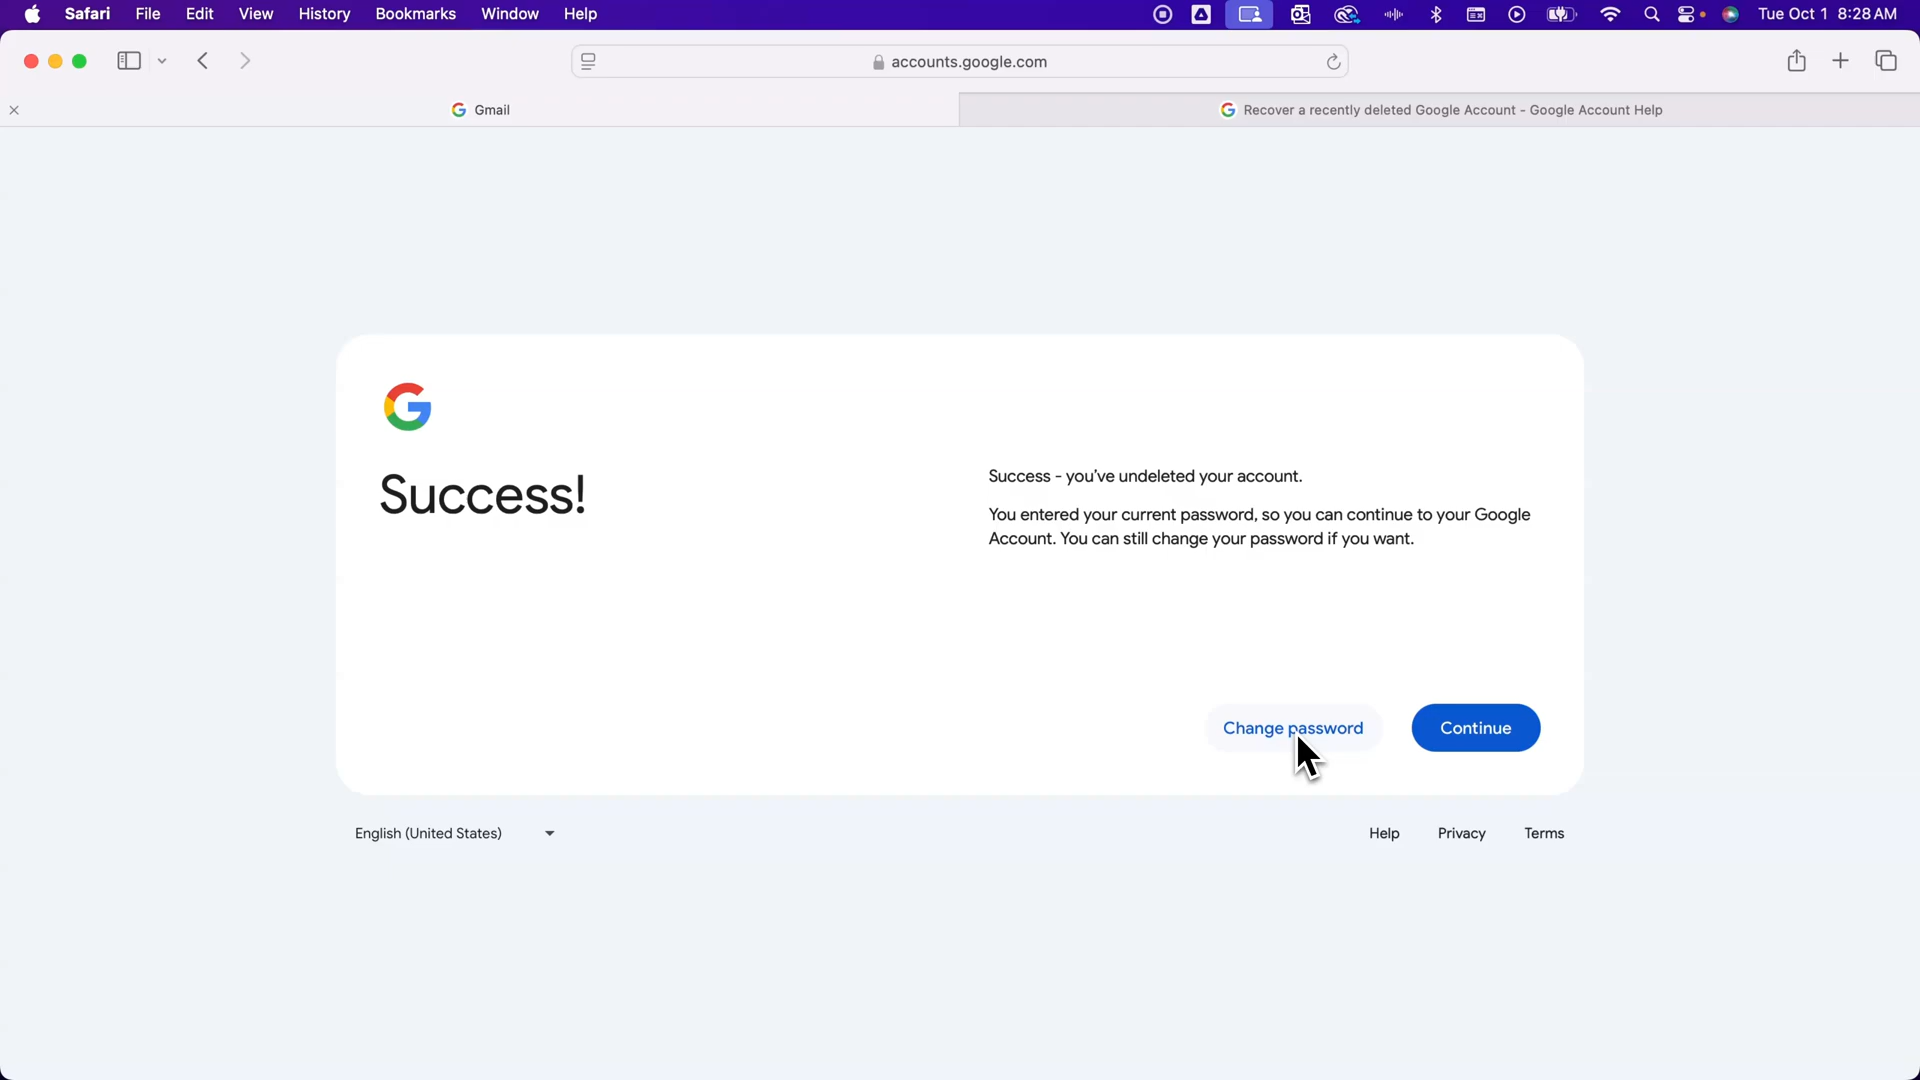 Safari File Edit View History Bookmarks Window Help Tue Oct 1 8:28 AM
accounts.google.com
Gmail Recover a recently deleted Google Account - Google Account Help
Success!
Success - you've undeleted your account.
You entered your current password, so you can continue to your Google
Account. You can still change your password if you want.
Change password Continue
English (United States) Help Privacy Terms